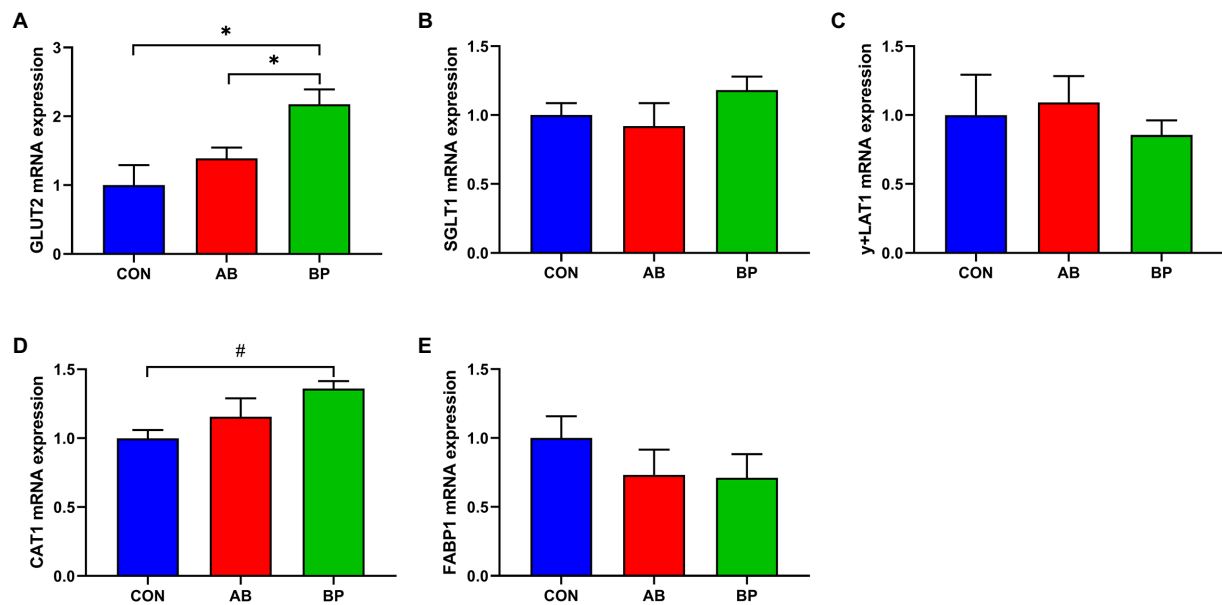 A
GLUT2 mRNA expression
3
2
1
0
*
*
CON AB BP
B
SGLT1 mRNA expression
1.5
1.0
0.5
0.0
CON AB BP
C
y+LAT1 mRNA expression
1.5
1.0
0.5
0.0
CON AB BP
D
CAT1 mRNA expression
1.5
1.0
0.5
0.0
#
CON AB BP
E
FABP1 mRNA expression
1.5
1.0
0.5
0.0
CON AB BP